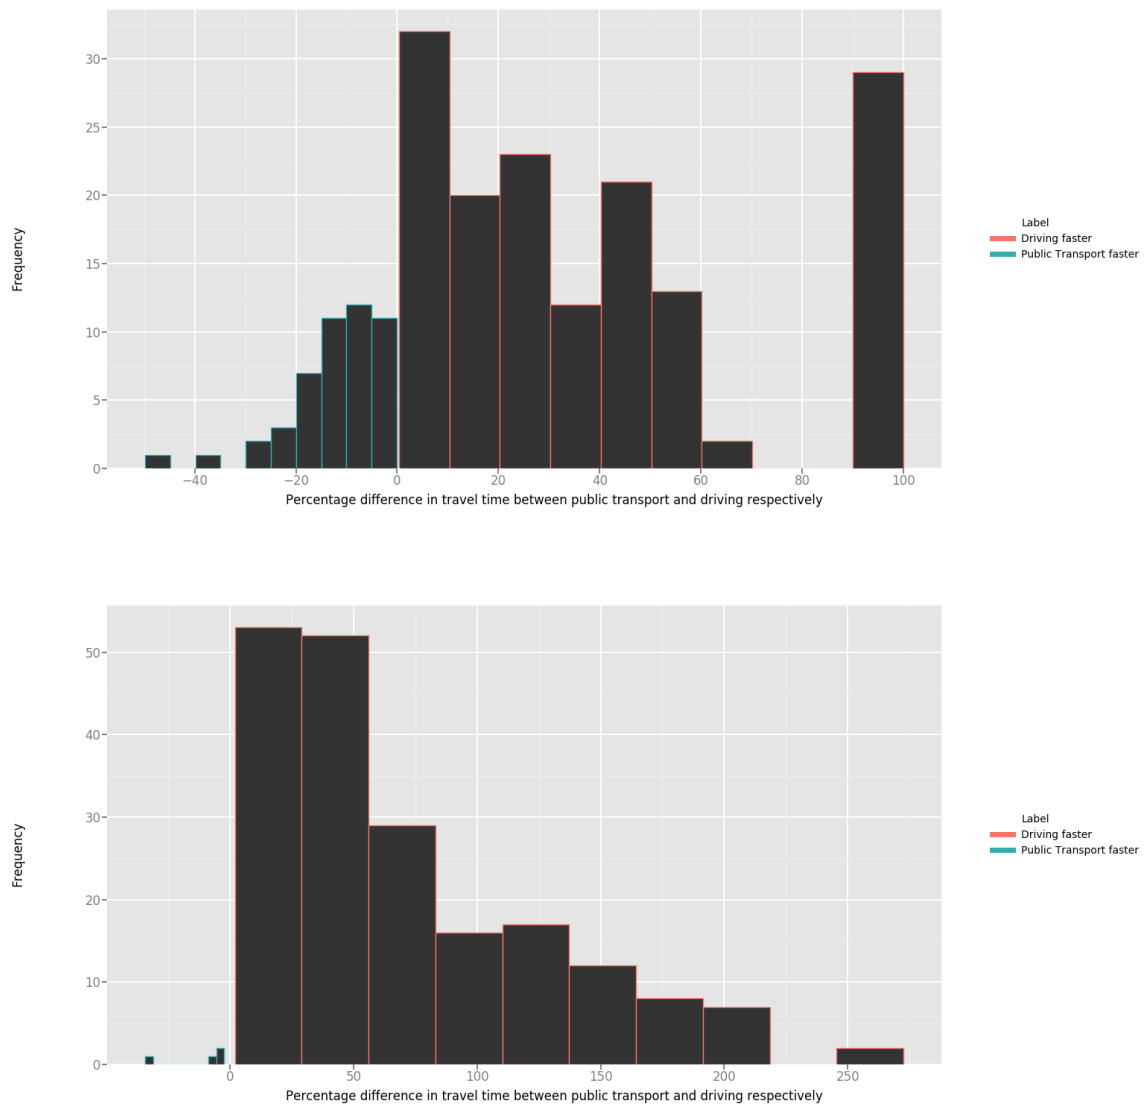 30
25
20
15
10
5
0
Frequency
−40 −20 0 20 40 60 80 100
Percentage difference in travel time between public transport and driving respectively
Label
Driving faster
Public Transport faster
50
40
30
20
10
0
Frequency
0 50 100 150 200 250
Percentage difference in travel time between public transport and driving respectively
Label
Driving faster
Public Transport faster